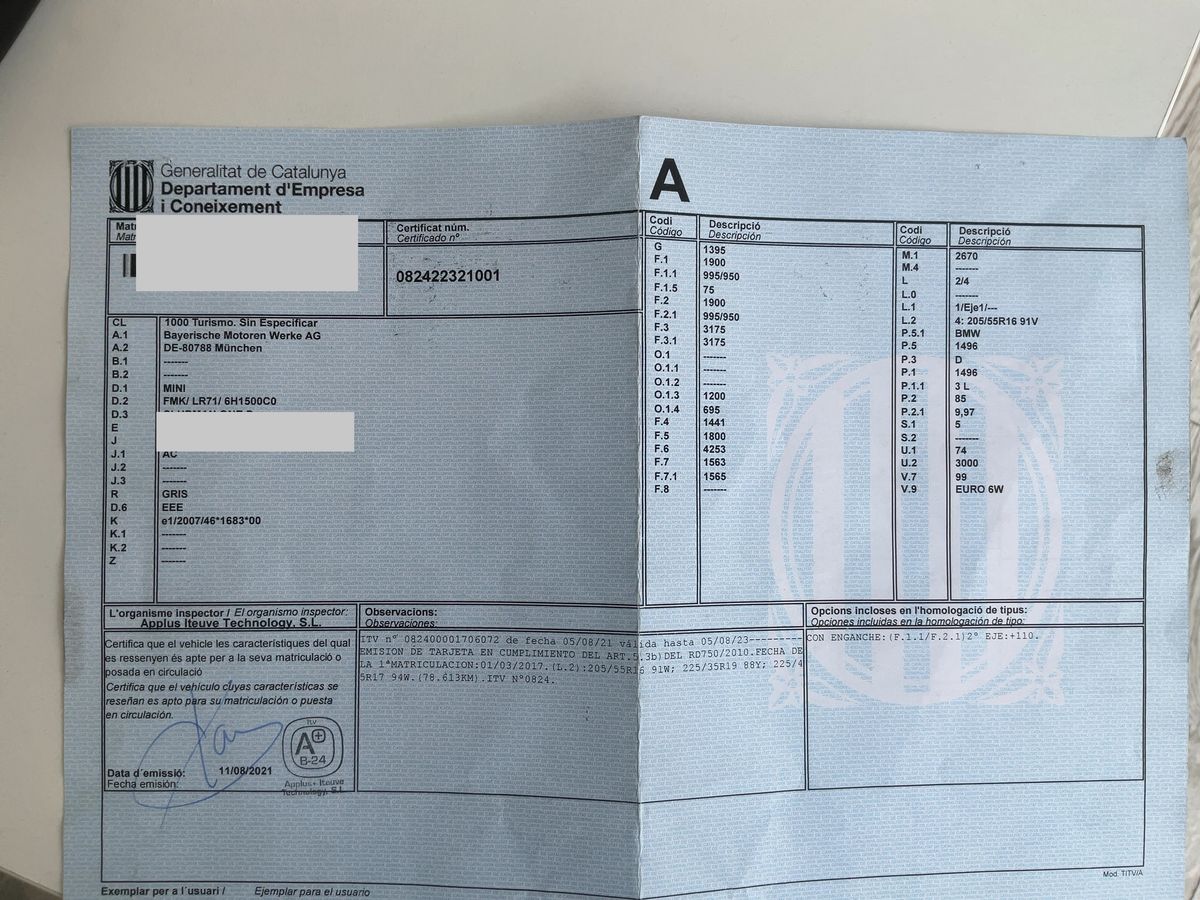 Generalitat de Catalunya
Departament d'Empresa
i Coneixement
A
Certificat núm.
Certificado nº
082422321001
CL 1000 Turismo. Sin Especificar
A.1 Bayerische Motoren Werke AG
A.2 DE-80788 München
B.1 -------
B.2 -------
D.1 MINI
D.2 FMK/ LR71/ 6H1500C0
D.3
E
J
J.1 AC
J.2 -------
J.3 -------
R GRIS
D.6 EEE
K e1/2007/46*1683*00
K.1 -------
K.2 -------
Z -------
Codi Descripció
Código Descripción
G 1395
F.1 1900
F.1.1 995/950
F.1.5 75
F.2 1900
F.2.1 995/950
F.3 3175
F.3.1 3175
O.1 -------
O.1.1 -------
O.1.2 -------
O.1.3 1200
O.1.4 695
F.4 1441
F.5 1800
F.6 4253
F.7 1563
F.7.1 1565
F.8 -------
Codi Descripció
Código Descripción
M.1 2670
M.4 -------
L 2/4
L.0 -------
L.1 1/Eje1/---
L.2 4: 205/55R16 91V
P.5.1 BMW
P.5 1496
P.3 D
P.1 1496
P.1.1 3 L
P.2 85
P.2.1 9,97
S.1 5
S.2 -------
U.1 74
U.2 3000
V.7 99
V.9 EURO 6W
L'organisme inspector / El organismo inspector:
Applus Iteuve Technology, S.L.
Certifica que el vehicle les característiques del qual
es ressenyen és apte per a la seva matriculació o
posada en circulació
Certifica que el vehículo cuyas características se
reseñan es apto para su matriculación o puesta
en circulación.
itv
A+
B-24
Applus+ Iteuve
Technology, S.L
Data d´emissió: 11/08/2021
Fecha emisión:
Observacions:
Observaciones:
ITV nº 082400001706072 de fecha 05/08/21 válida hasta 05/08/23---------
EMISION DE TARJETA EN CUMPLIMIENTO DEL ART.5.3b)DEL RD750/2010.FECHA DE
LA 1ªMATRICULACION:01/03/2017.(L.2):205/55R16 91W; 225/35R19 88Y; 225/4
5R17 94W.(78.613KM).ITV Nº0824.
Opcions incloses en l'homologació de tipus:
Opciones incluidas en la homologación de tipo:
CON ENGANCHE:(F.1.1/F.2.1)2º EJE:+110.
Mod. TITV/A
Exemplar per a l´usuari / Ejemplar para el usuario